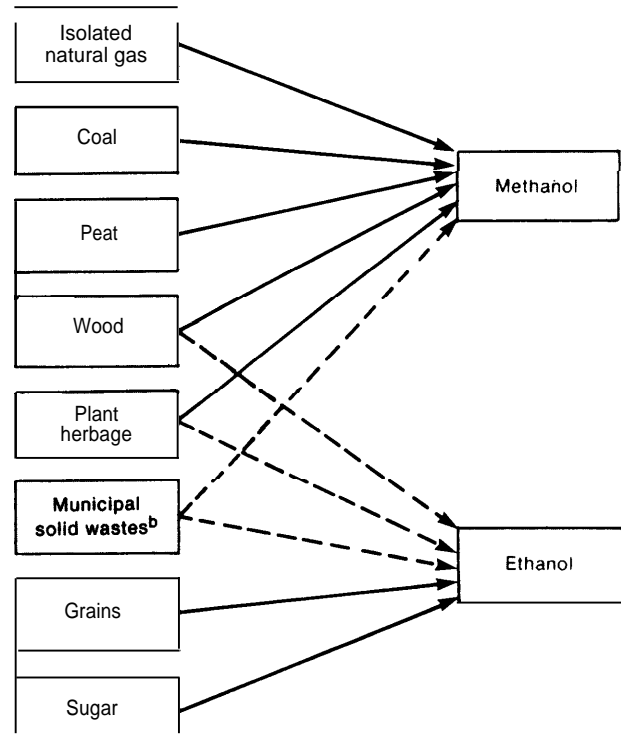 Isolated
natural gas
Coal
Peat
Wood
Plant
herbage
Municipal
solid wastesᵇ
Grains
Sugar
Methanol
Ethanol